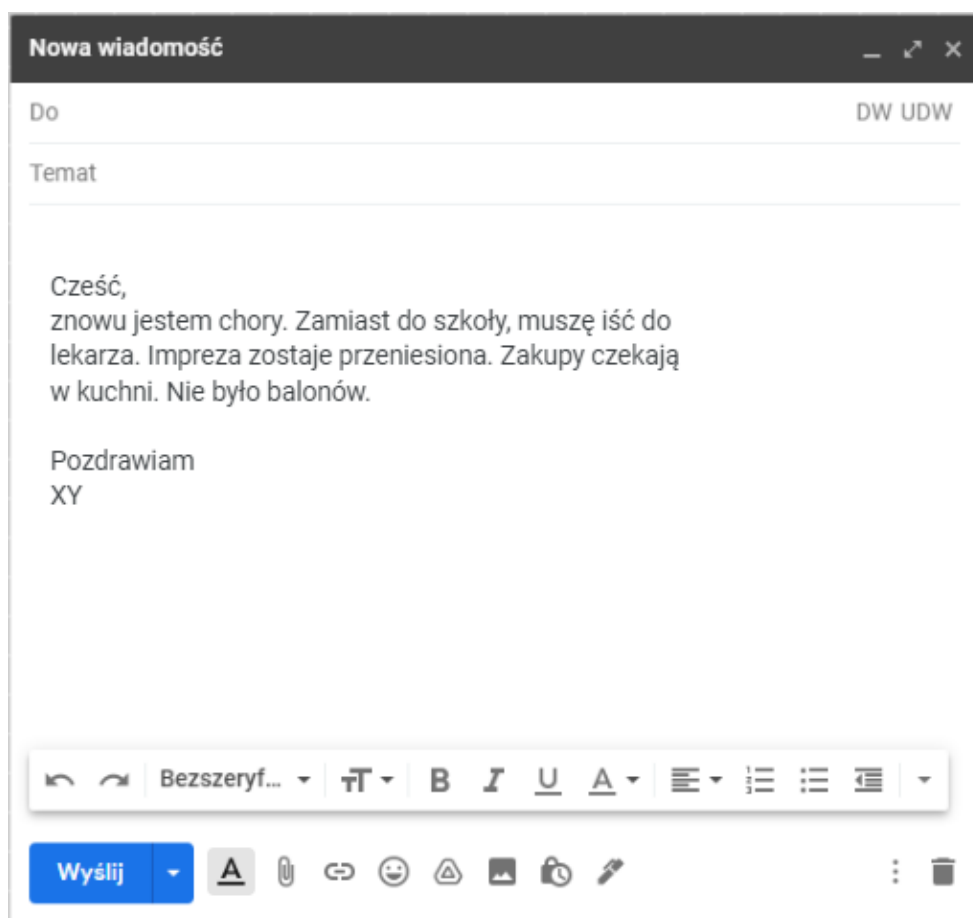 Nowa wiadomość
Do DW UDW
Temat
Cześć,
znowu jestem chory. Zamiast do szkoły, muszę iść do
lekarza. Impreza zostaje przeniesiona. Zakupy czekają
w kuchni. Nie było balonów.
Pozdrawiam
XY
Bezszeryf... B I U A
Wyślij A